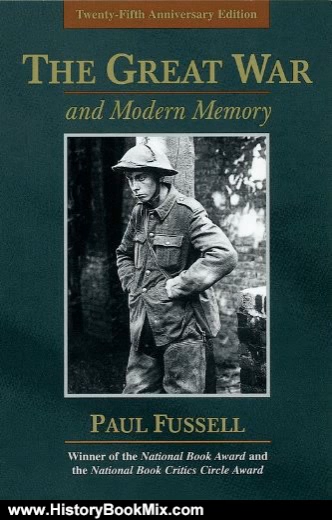 Twenty-Fifth Anniversary Edition
THE GREAT WAR
and Modern Memory
PAUL FUSSELL
Winner of the National Book Award and
the National Book Critics Circle Award
www.HistoryBookMix.com